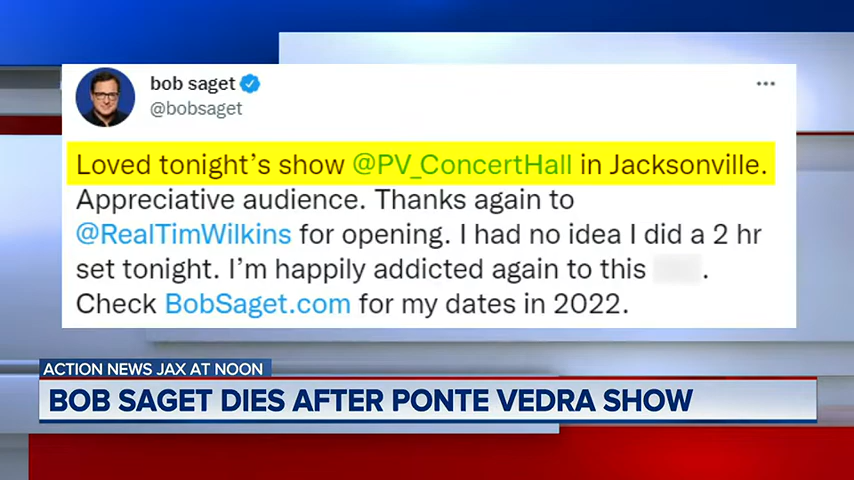 bob saget
@bobsaget
Loved tonight's show @PV_ConcertHall in Jacksonville.
Appreciative audience. Thanks again to
@RealTimWilkins for opening. I had no idea I did a 2 hr
set tonight. I'm happily addicted again to this .
Check BobSaget.com for my dates in 2022.
ACTION NEWS JAX AT NOON
BOB SAGET DIES AFTER PONTE VEDRA SHOW